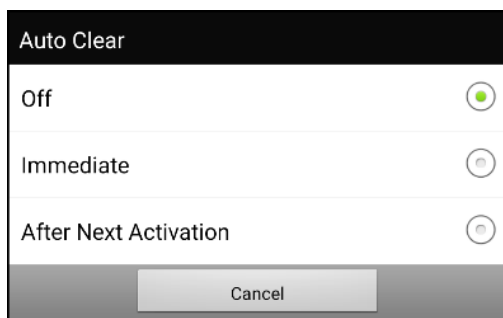 Auto Clear
Off
Immediate
After Next Activation
Cancel